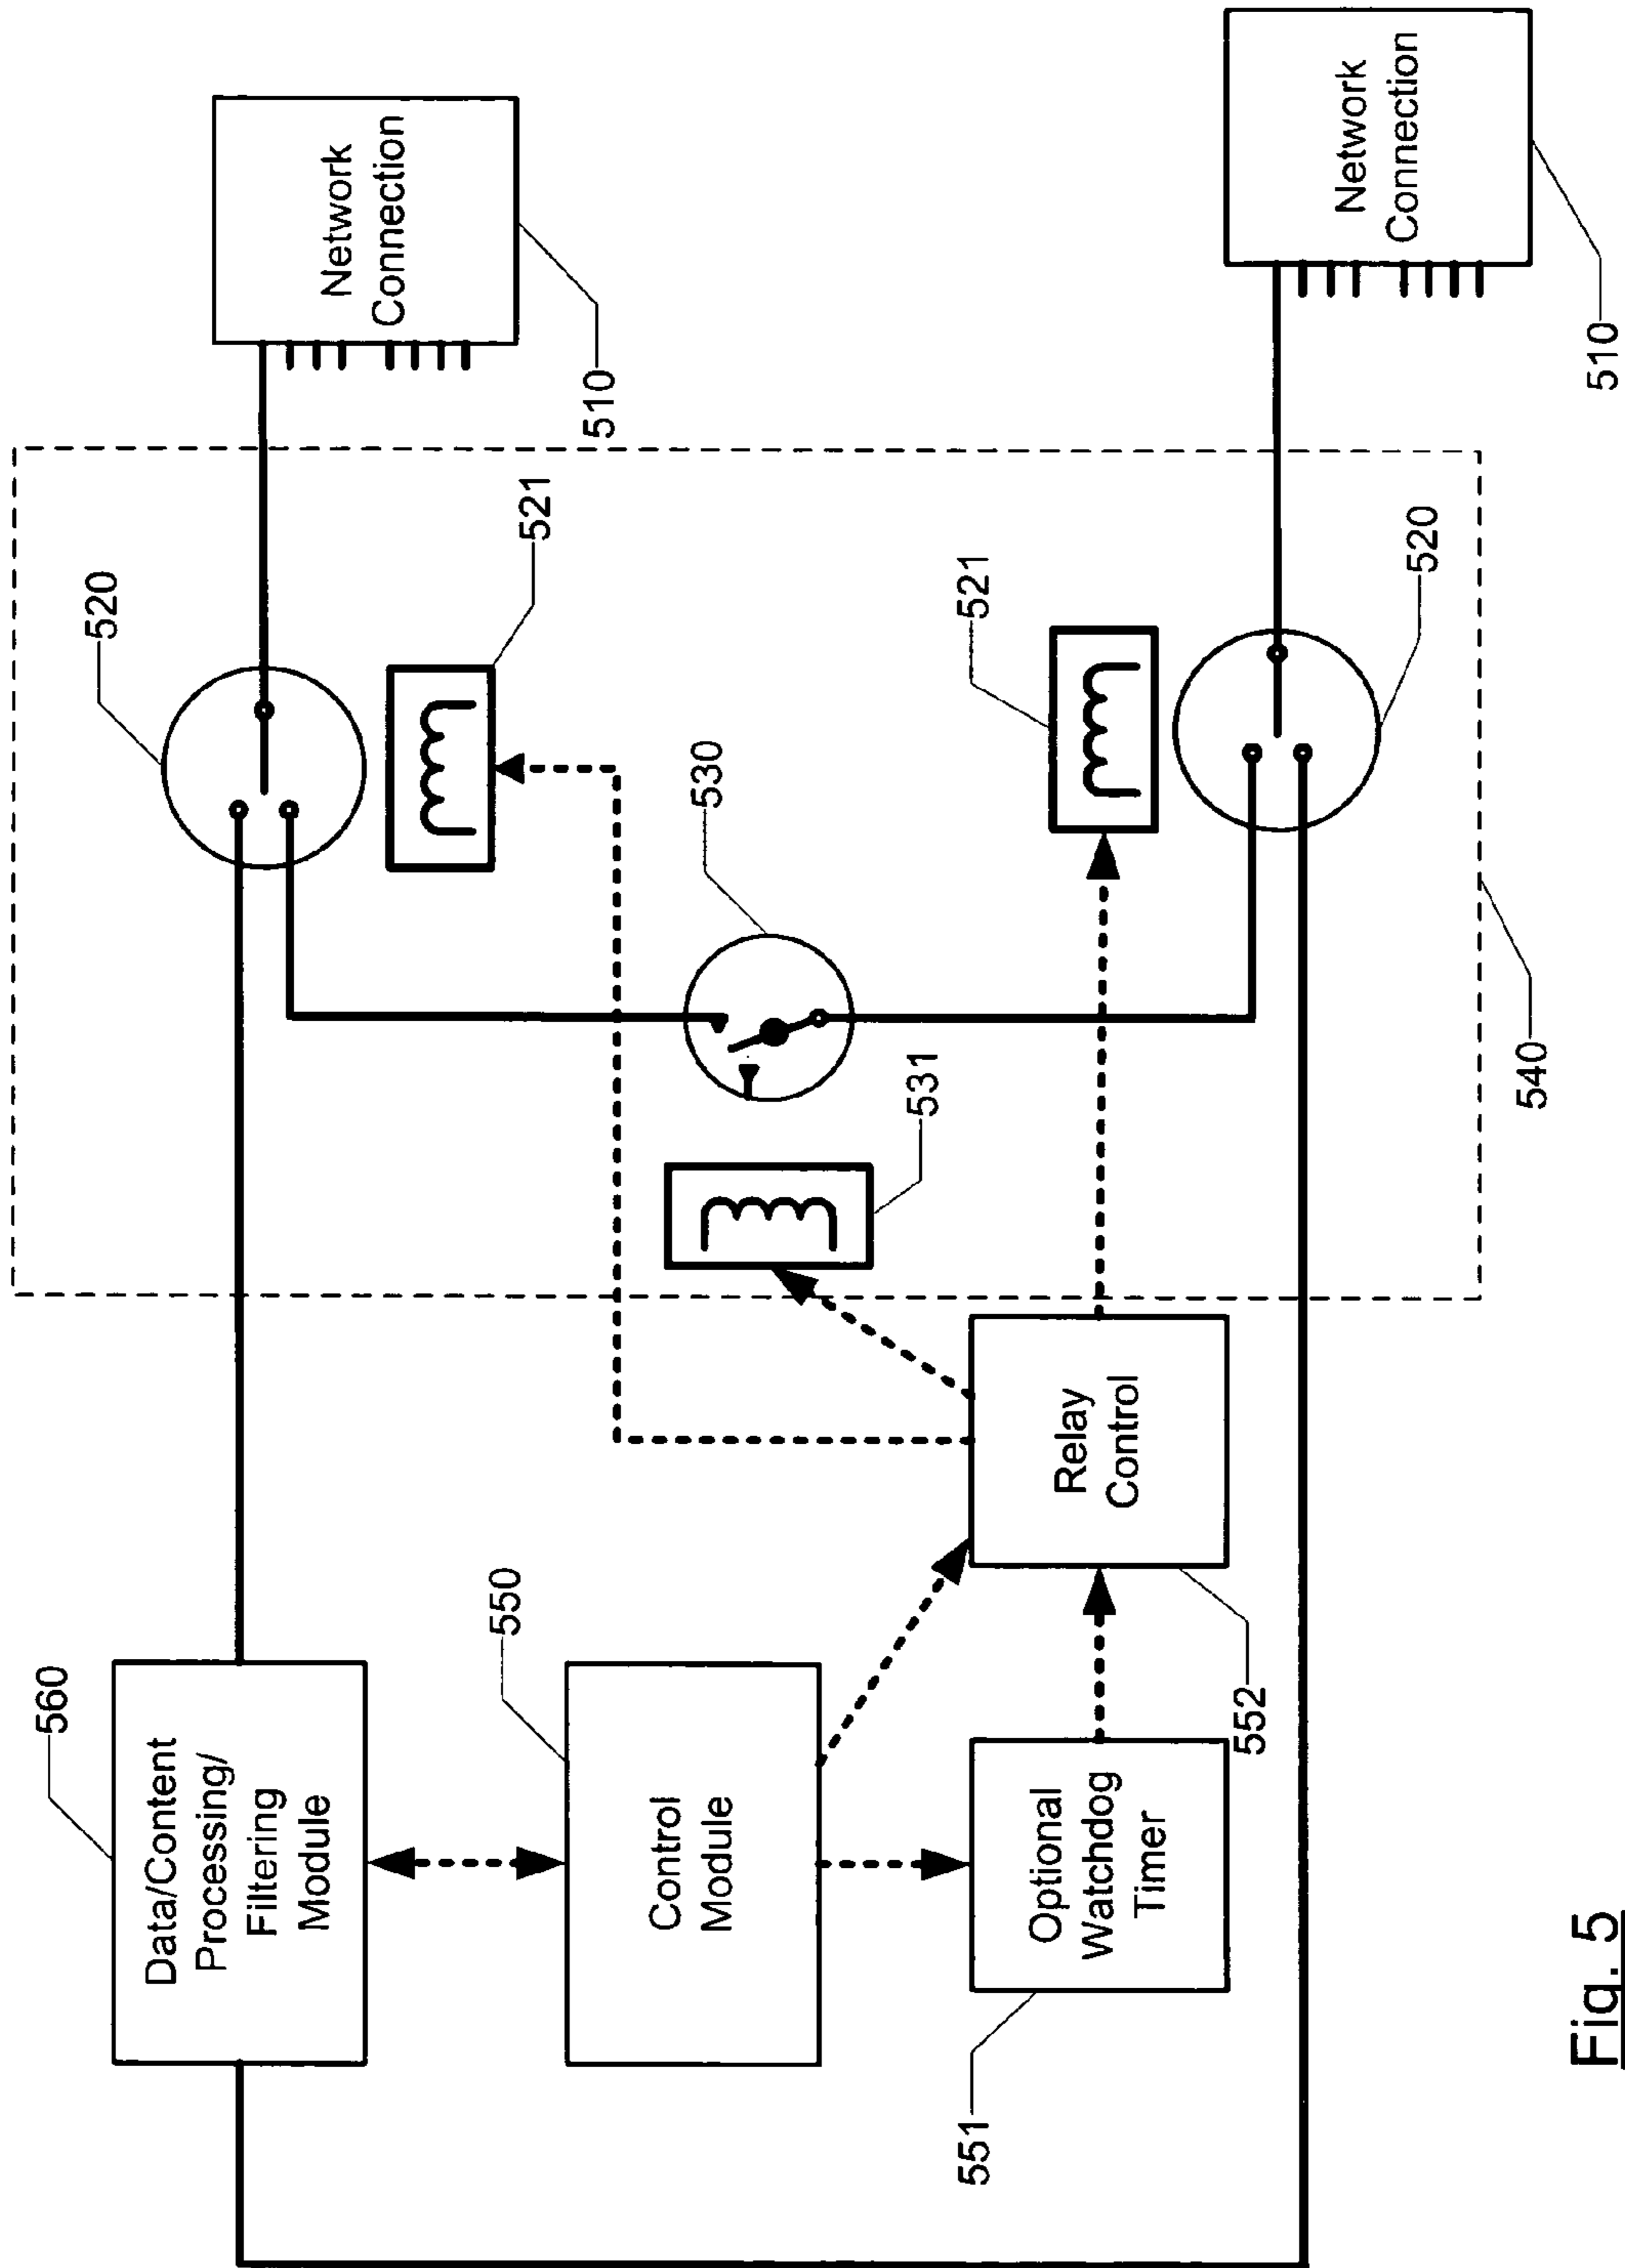 560
Data/Content
Processing/
Filtering
Module
550
Control
Module
551
Optional
Watchdog
Timer
552
Relay
Control
531
530
520
521
521
520
540
Network
Connection
510
Network
Connection
510
Fig. 5